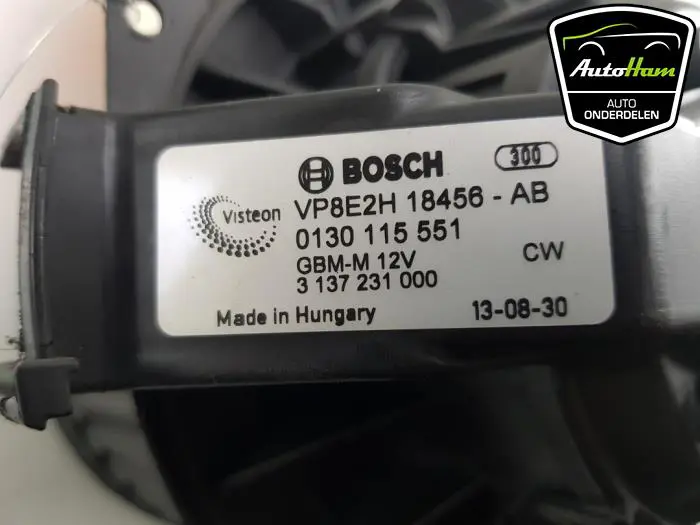 AutoHam
AUTO
ONDERDELEN
BOSCH
300
Visteon
VP8E2H 18456 - AB
0130 115 551
GBM-M 12V
CW
3 137 231 000
Made in Hungary
13-08-30